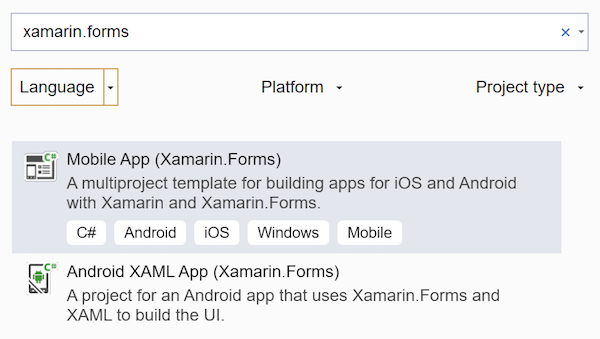 xamarin.forms
Language Platform Project type
Mobile App (Xamarin.Forms)
A multiproject template for building apps for iOS and Android
with Xamarin and Xamarin.Forms.
C# Android iOS Windows Mobile
Android XAML App (Xamarin.Forms)
A project for an Android app that uses Xamarin.Forms and
XAML to build the UI.